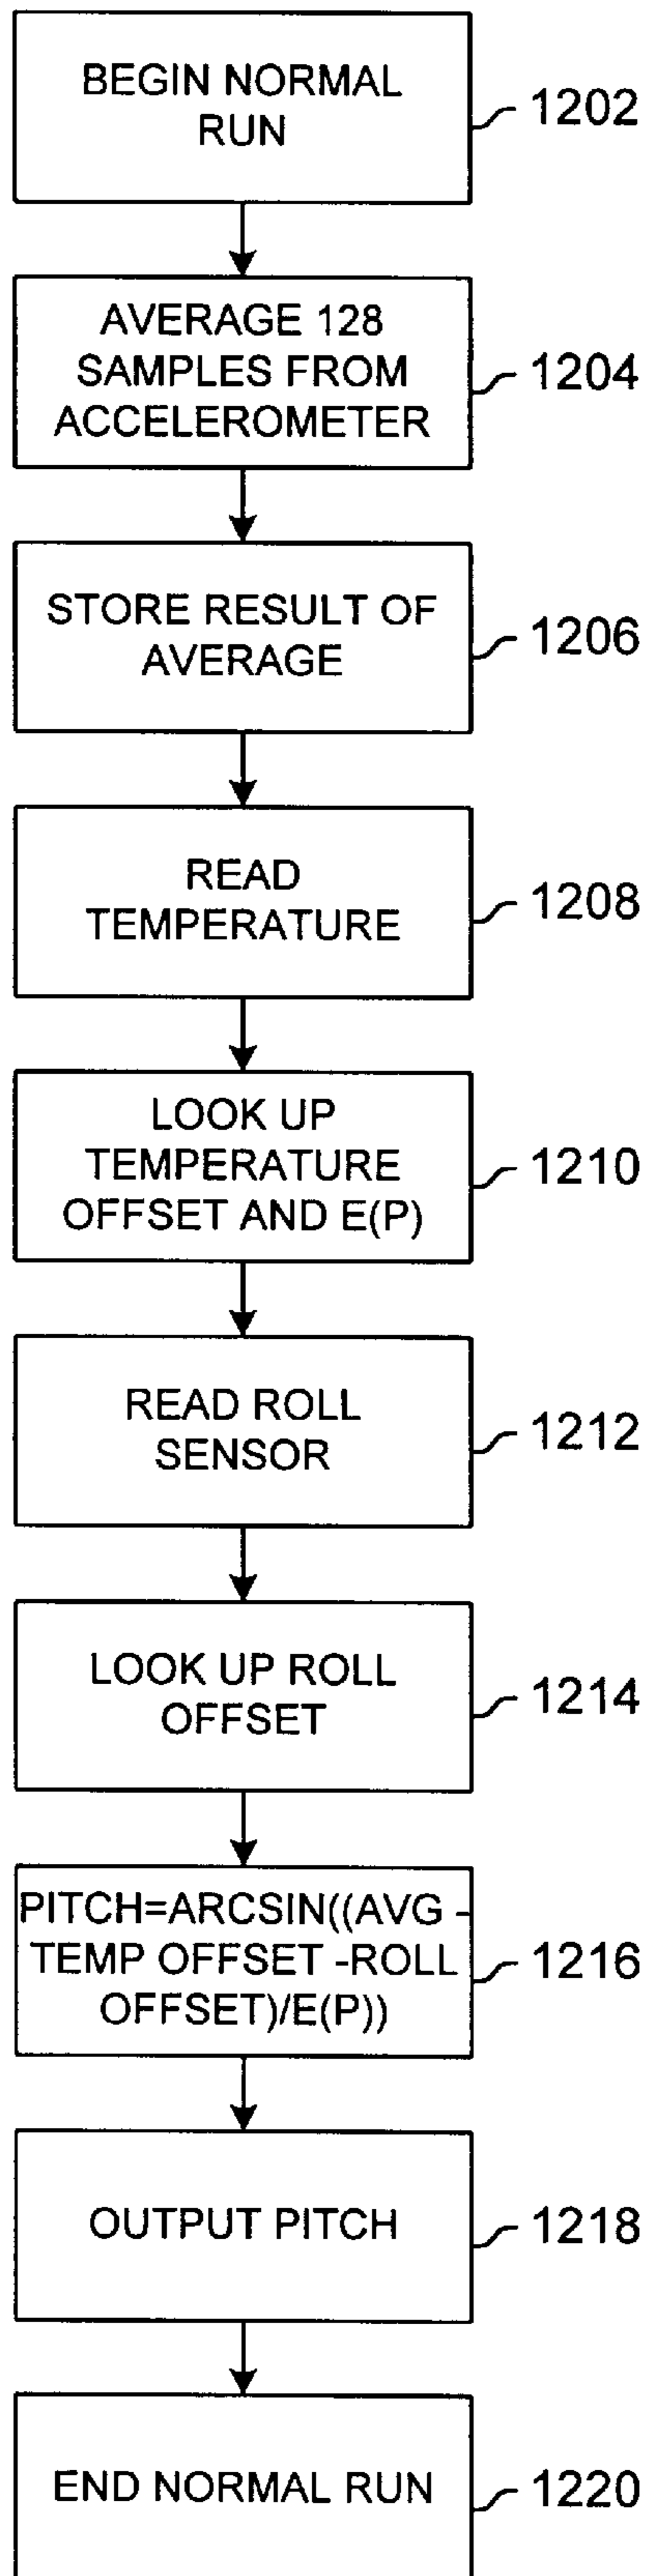 BEGIN NORMAL
RUN
1202
AVERAGE 128
SAMPLES FROM
ACCELEROMETER
1204
STORE RESULT OF
AVERAGE
1206
READ
TEMPERATURE
1208
LOOK UP
TEMPERATURE
OFFSET AND E(P)
1210
READ ROLL
SENSOR
1212
LOOK UP ROLL
OFFSET
1214
PITCH=ARCSIN((AVG -
TEMP OFFSET -ROLL
OFFSET)/E(P))
1216
OUTPUT PITCH
1218
END NORMAL RUN
1220